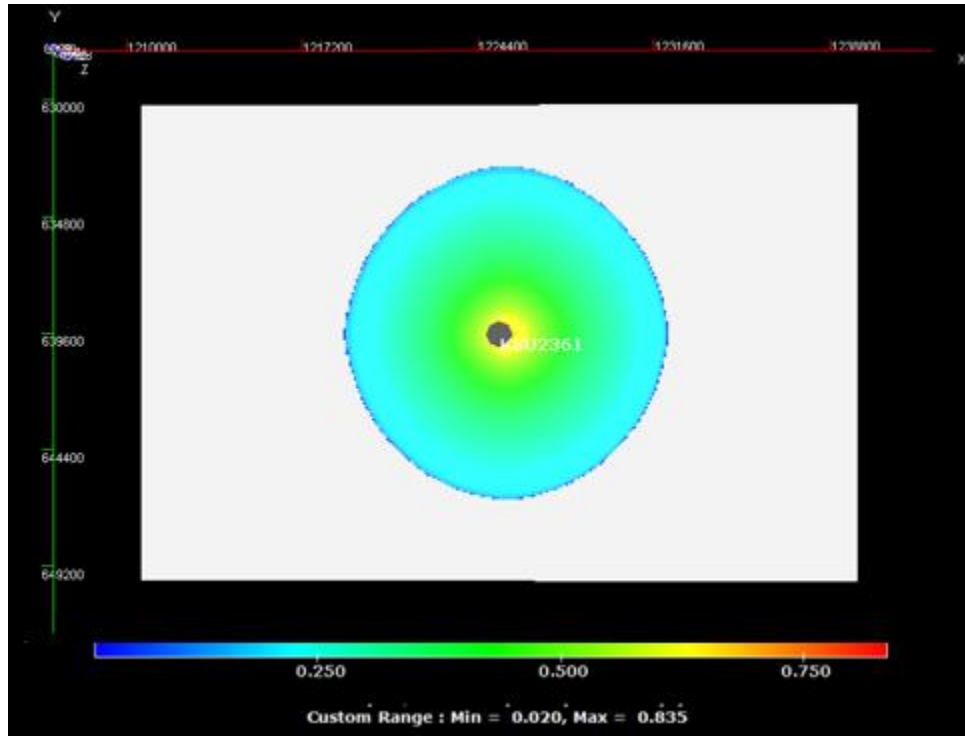 Y
1210000 1217200 1224400 1231600 1238800
X
Z
630000
634800
639600
644400
649200
KSU2361
0.250 0.500 0.750
Custom Range : Min = 0.020, Max = 0.835